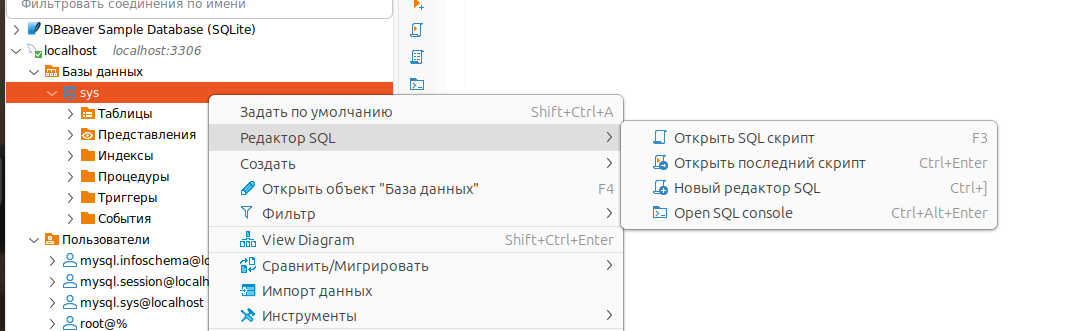 Фильтровать соединения по имени
DBeaver Sample Database (SQLite)
localhost localhost:3306
Базы данных
sys
Таблицы
Представления
Индексы
Процедуры
Триггеры
События
Пользователи
mysql.infoschema@lo
mysql.session@localh
mysql.sys@localhost
root@%
Задать по умолчанию Shift+Ctrl+A
Редактор SQL
Создать
Открыть объект "База данных" F4
Фильтр
View Diagram Shift+Ctrl+Enter
Сравнить/Мигрировать
Импорт данных
Инструменты
Открыть SQL скрипт F3
Открыть последний скрипт Ctrl+Enter
Новый редактор SQL Ctrl+]
Open SQL console Ctrl+Alt+Enter